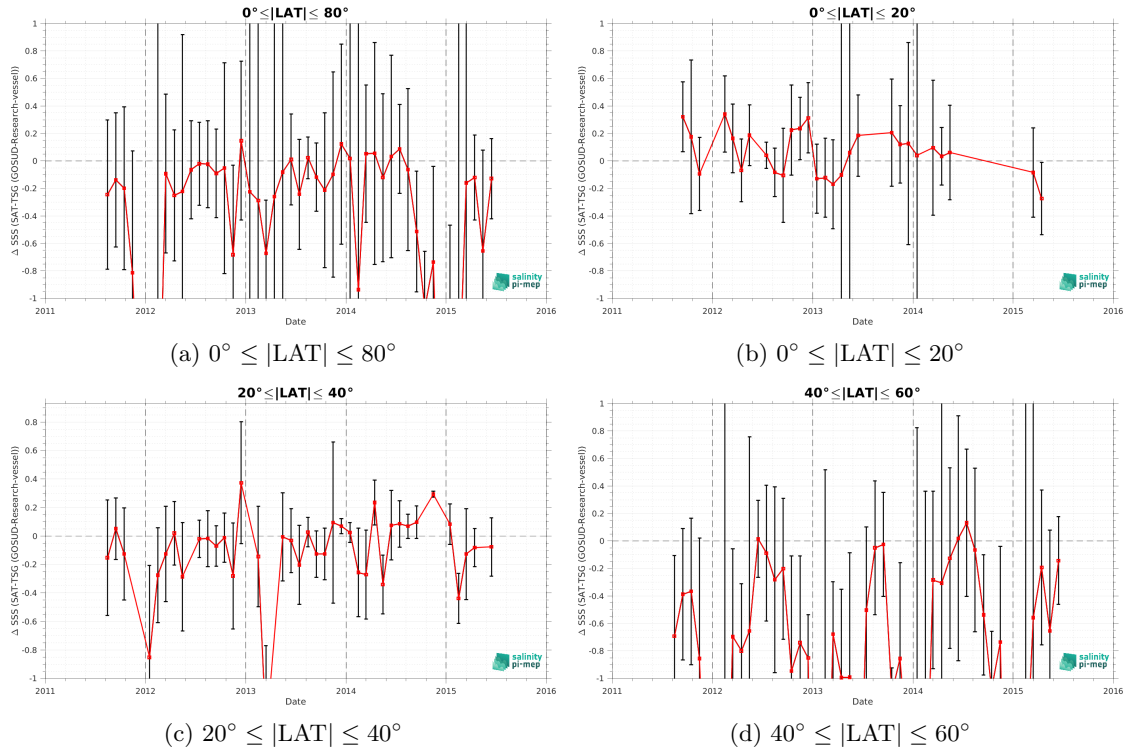 0°≤|LAT|≤ 80°
1
0.8
0.6
0.4
0.2
0
-0.2
-0.4
-0.6
-0.8
-1
Δ SSS (SAT-TSG (GOSUD-Research-vessel))
2011 2012 2013 2014 2015 2016
Date
salinity
pi-mep
(a) 0° ≤ |LAT| ≤ 80°
0°≤|LAT|≤ 20°
1
0.8
0.6
0.4
0.2
0
-0.2
-0.4
-0.6
-0.8
-1
Δ SSS (SAT-TSG (GOSUD-Research-vessel))
2011 2012 2013 2014 2015 2016
Date
salinity
pi-mep
(b) 0° ≤ |LAT| ≤ 20°
20°≤|LAT|≤ 40°
0.8
0.6
0.4
0.2
0
-0.2
-0.4
-0.6
-0.8
-1
Δ SSS (SAT-TSG (GOSUD-Research-vessel))
2011 2012 2013 2014 2015 2016
Date
salinity
pi-mep
(c) 20° ≤ |LAT| ≤ 40°
40°≤|LAT|≤ 60°
1
0.8
0.6
0.4
0.2
0
-0.2
-0.4
-0.6
-0.8
-1
Δ SSS (SAT-TSG (GOSUD-Research-vessel))
2011 2012 2013 2014 2015 2016
Date
salinity
pi-mep
(d) 40° ≤ |LAT| ≤ 60°